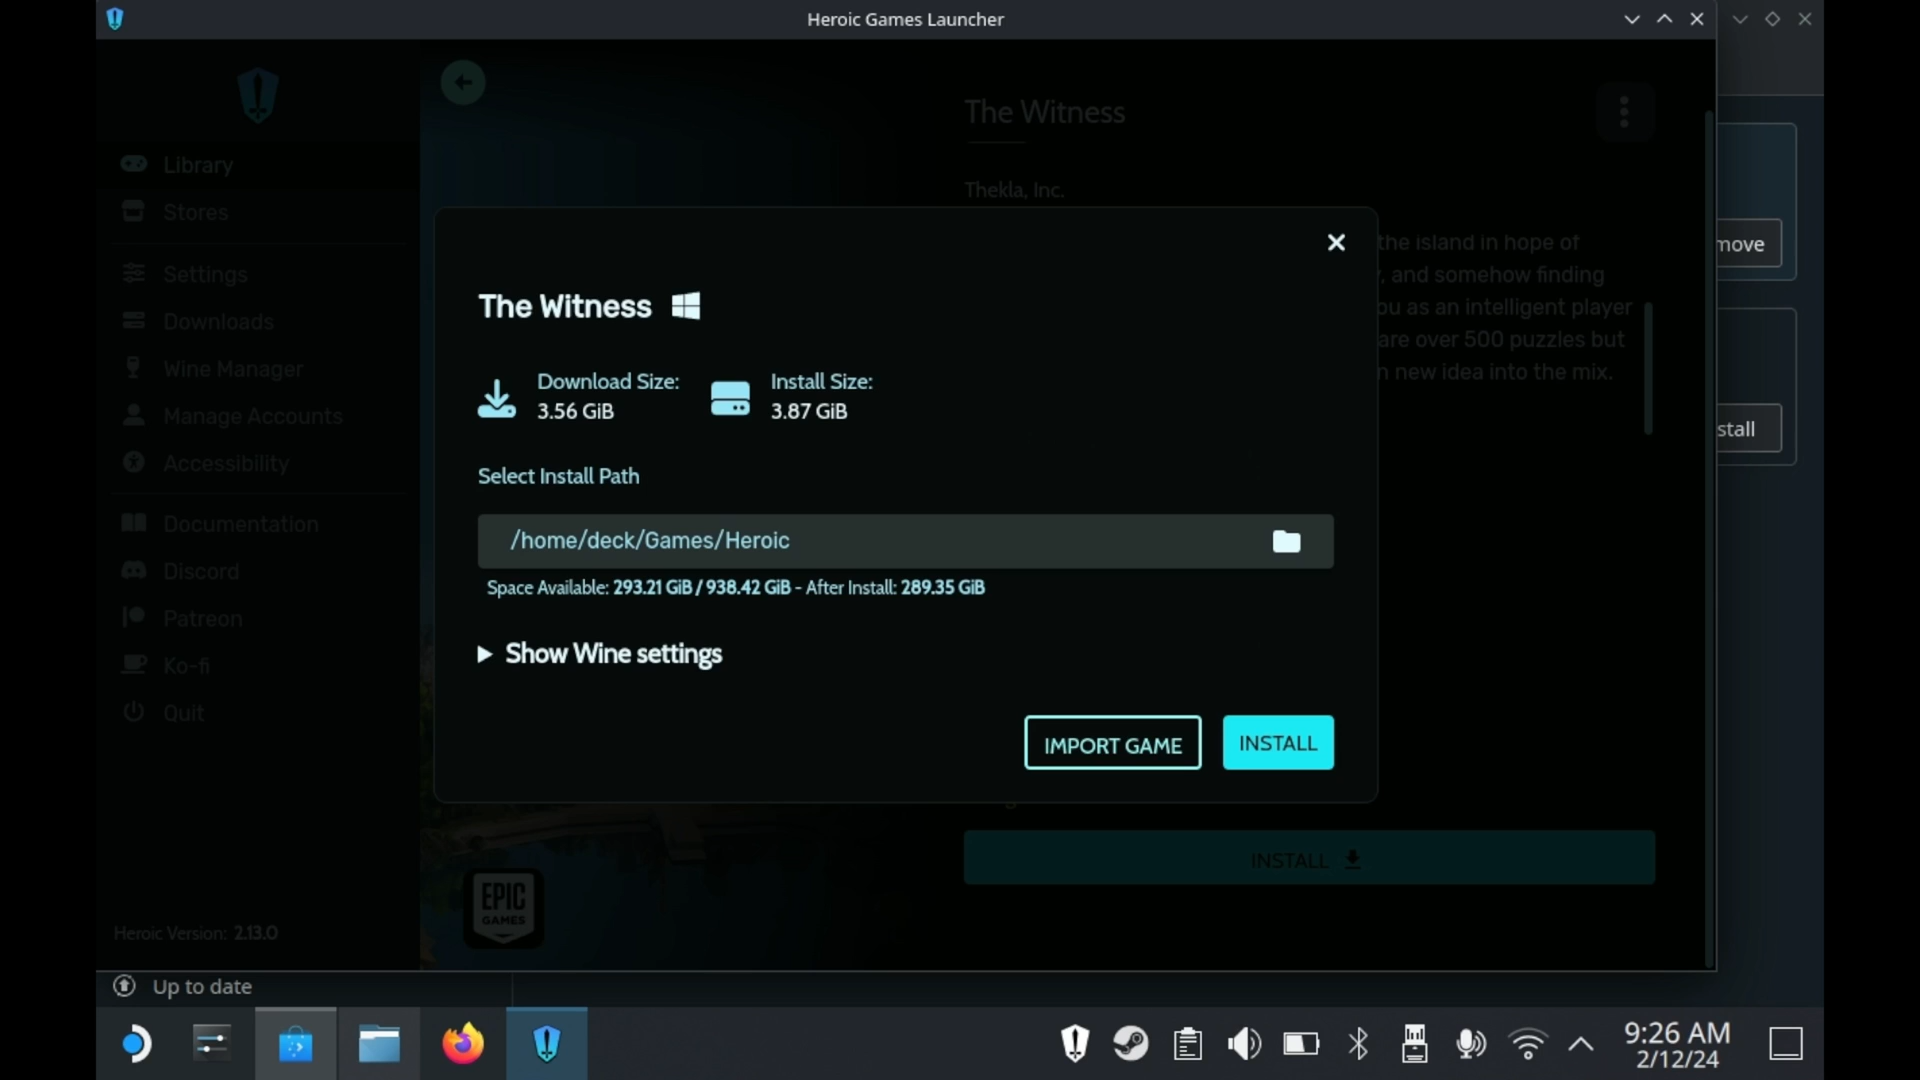 Heroic Games Launcher
The Witness
Library
Stores
Thekla, Inc.
the island in hope of
, and somehow finding
ou as an intelligent player
are over 500 puzzles but
n new idea into the mix.
move
stall
Settings
Downloads
Wine Manager
Manage Accounts
Accessibility
Documentation
Discord
Patreon
Ko-fi
Quit
The Witness
Download Size:
3.56 GiB
Install Size:
3.87 GiB
Select Install Path
/home/deck/Games/Heroic
Space Available: 293.21 GiB / 938.42 GiB - After Install: 289.35 GiB
Show Wine settings
IMPORT GAME
INSTALL
INSTALL
EPIC
GAMES
Heroic Version: 2.13.0
Up to date
9:26 AM
2/12/24